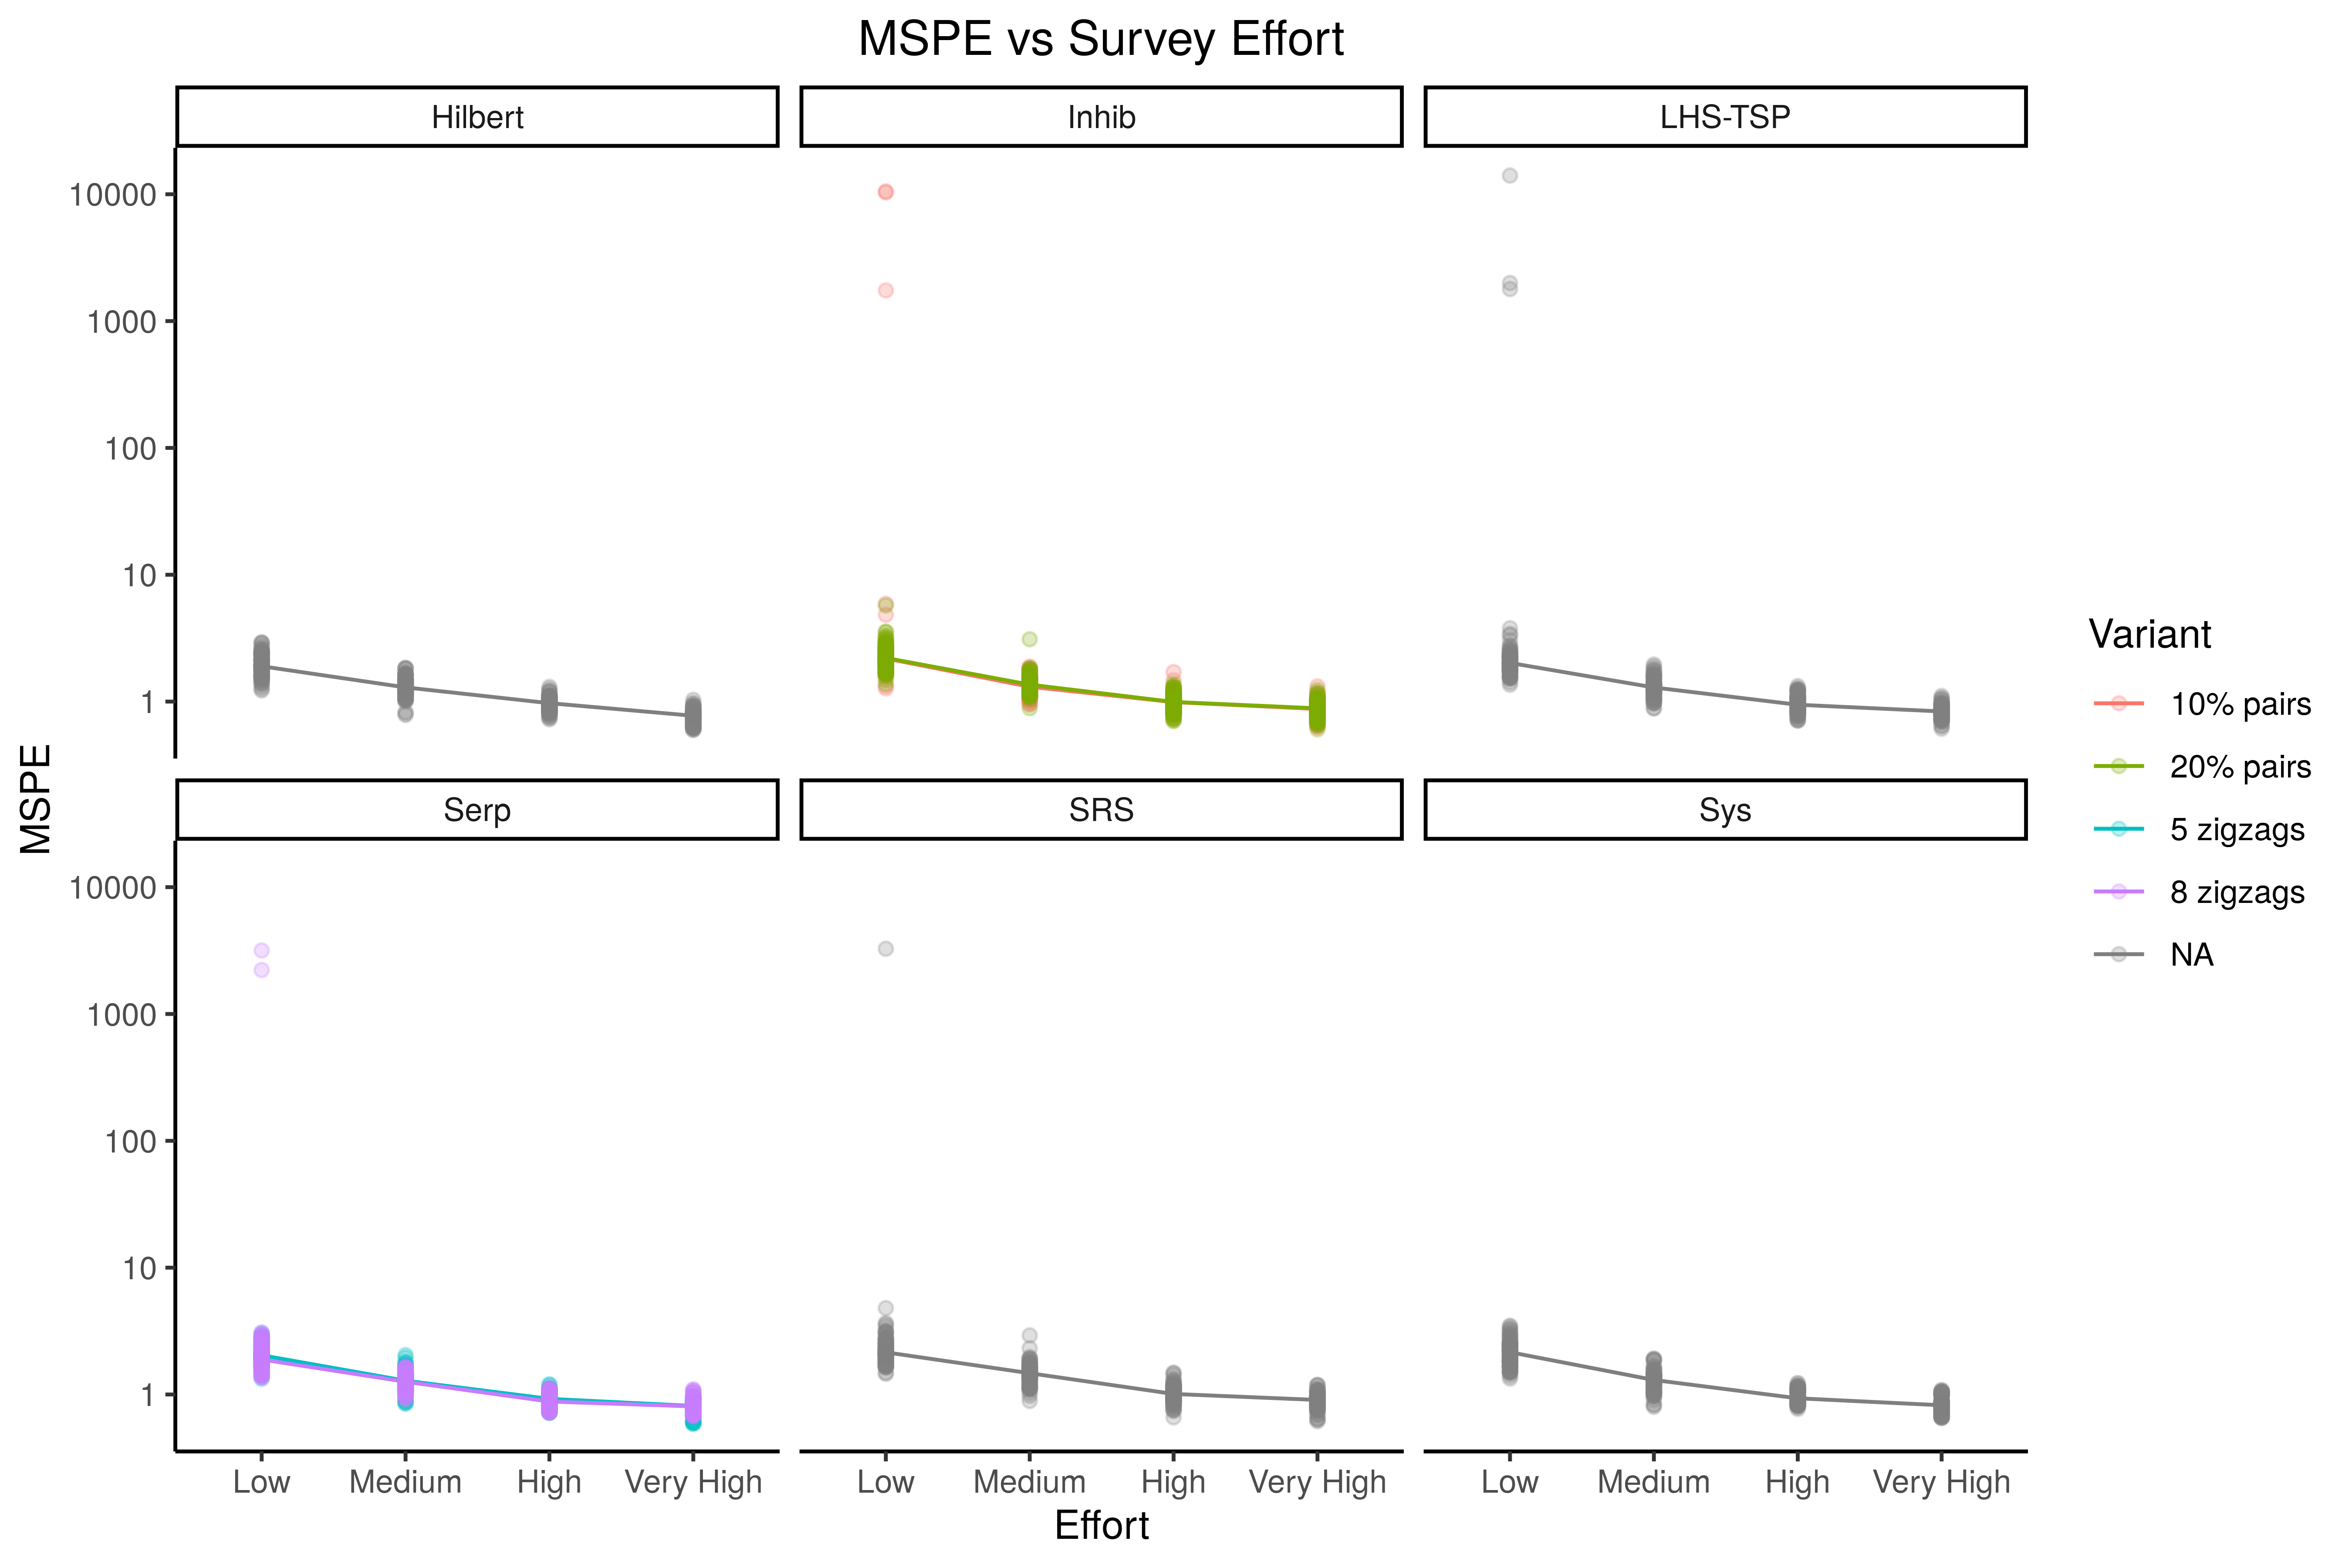 MSPE vs Survey Effort
Hilbert
Inhib
LHS-TSP
10000
1000
100
10
1
MSPE
Serp
SRS
Sys
10000
1000
100
10
1
Low Medium High Very High
Low Medium High Very High
Low Medium High Very High
Effort
Variant
10% pairs
20% pairs
5 zigzags
8 zigzags
NA